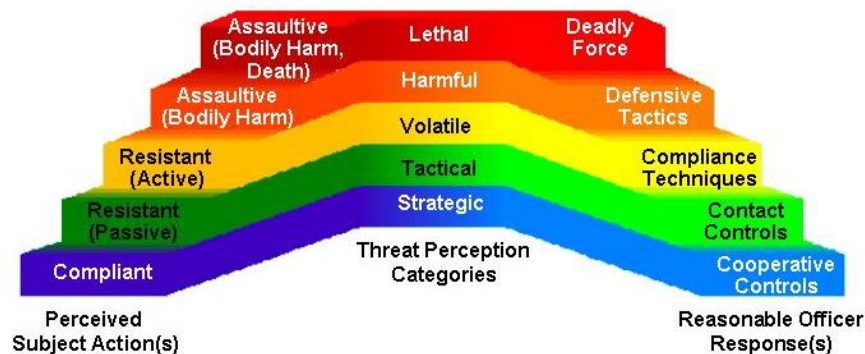 Assaultive
(Bodily Harm,
Death)
Lethal
Deadly
Force
Assaultive
(Bodily Harm)
Harmful
Defensive
Tactics
Resistant
(Active)
Volatile
Compliance
Techniques
Resistant
(Passive)
Tactical
Contact
Controls
Compliant
Strategic
Cooperative
Controls
Perceived
Subject Action(s)
Threat Perception
Categories
Reasonable Officer
Response(s)